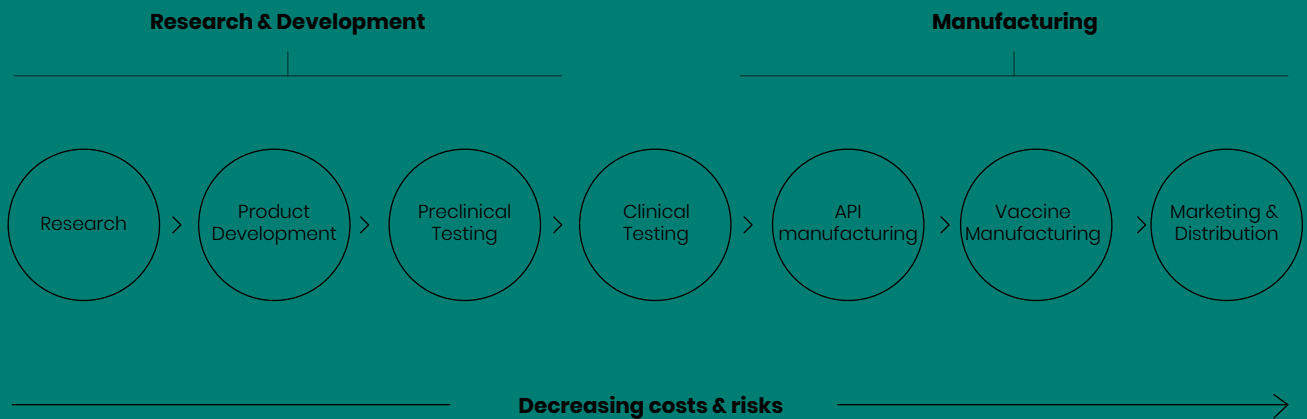 Research & Development
Manufacturing
Research
Product
Development
Preclinical
Testing
Clinical
Testing
API
manufacturing
Vaccine
Manufacturing
Marketing &
Distribution
Decreasing costs & risks